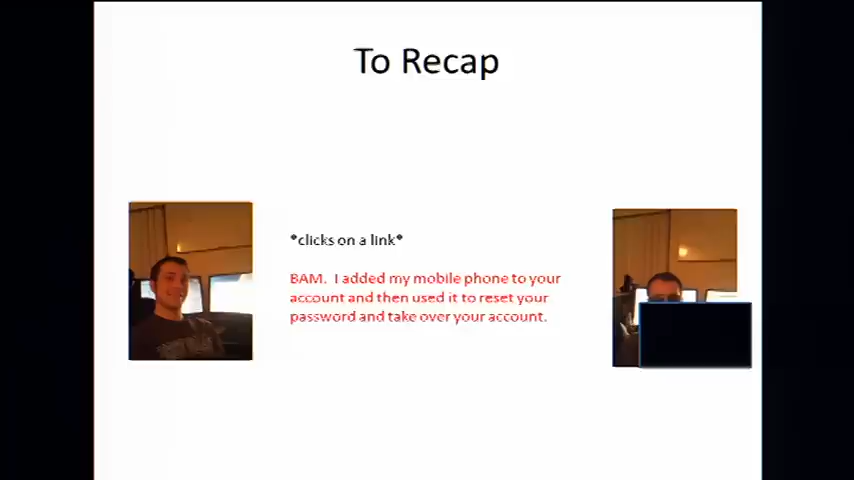 To Recap
*clicks on a link*
BAM. I added my mobile phone to your
account and then used it to reset your
password and take over your account.